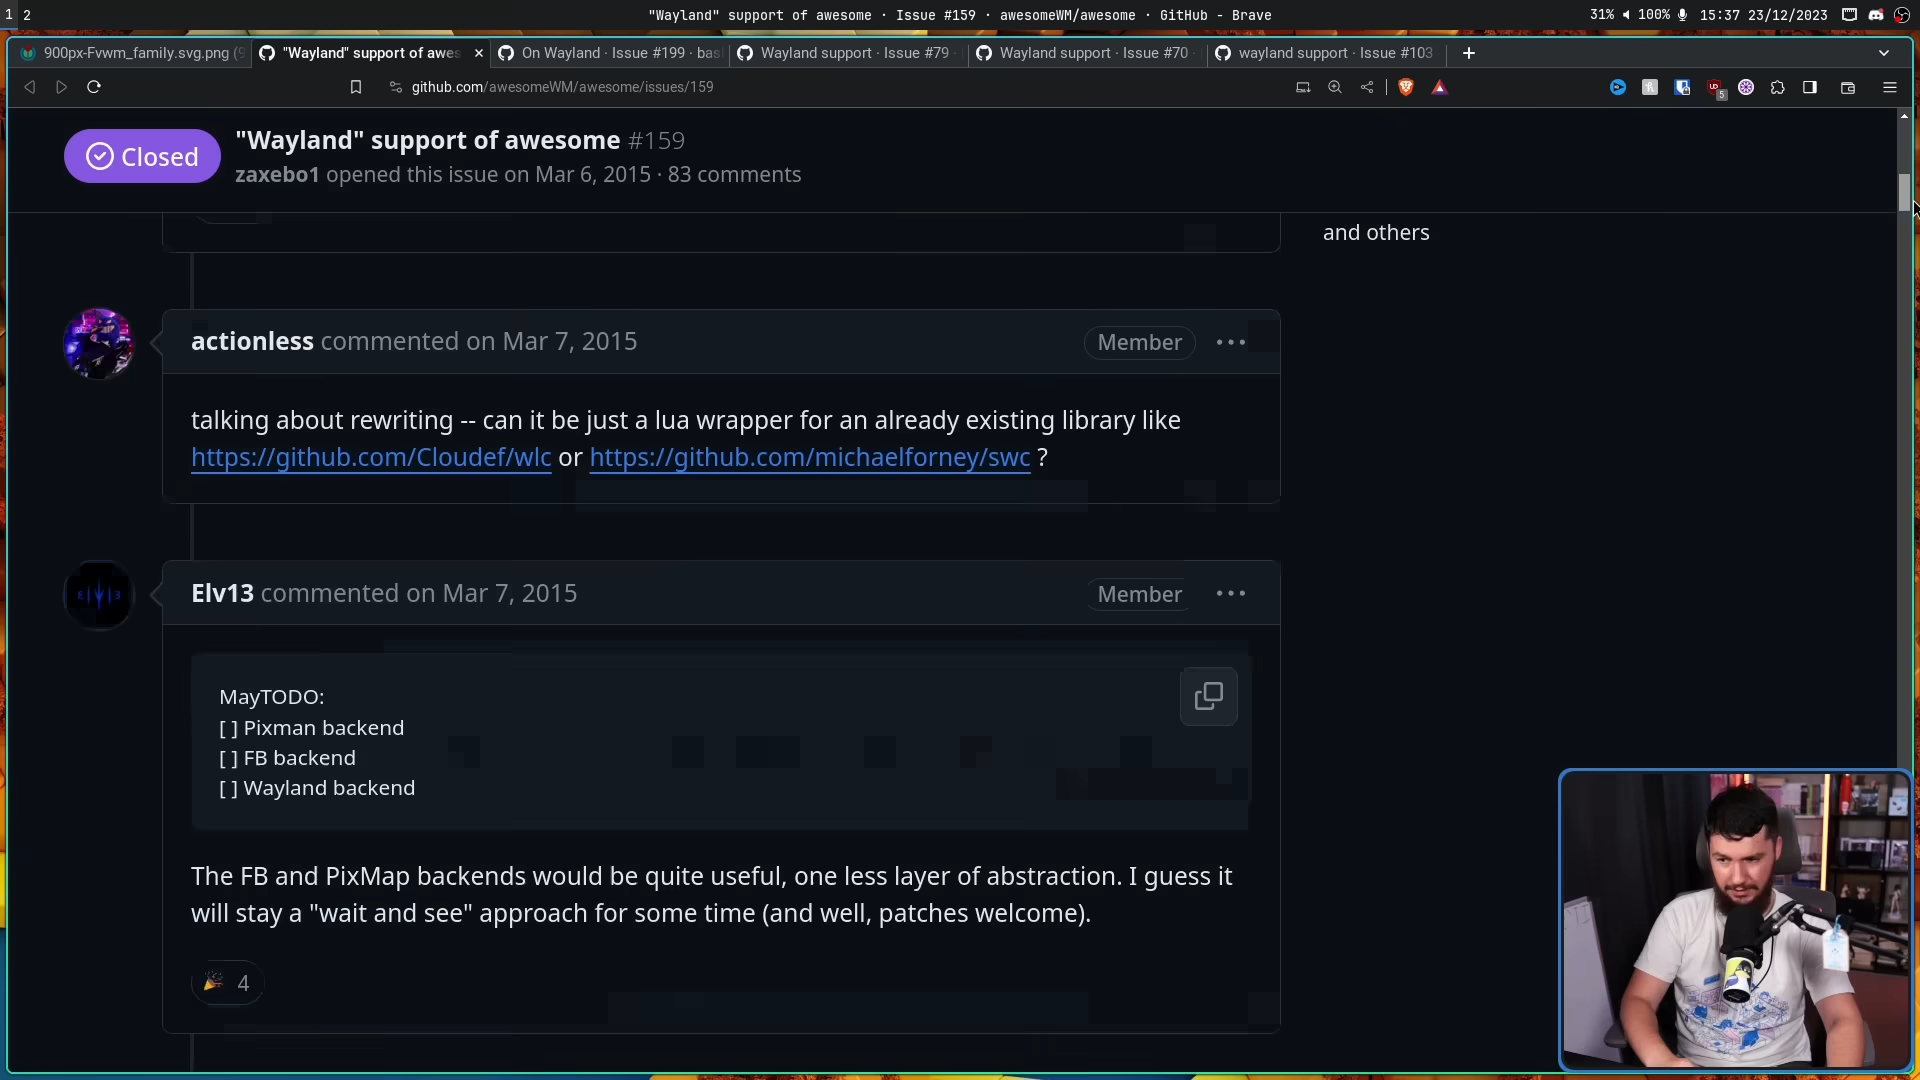 1 2
"Wayland" support of awesome · Issue #159 · awesomeWM/awesome · GitHub - Brave
31% 100% 15:37 23/12/2023
900px-Fvwm_family.svg.png (9
"Wayland" support of awes
On Wayland · Issue #199 · bas
Wayland support · Issue #79 ·
Wayland support · Issue #70 ·
wayland support · Issue #103
github.com/awesomeWM/awesome/issues/159
5
Closed
"Wayland" support of awesome #159
zaxebo1 opened this issue on Mar 6, 2015 · 83 comments
and others
actionless commented on Mar 7, 2015
Member
talking about rewriting -- can it be just a lua wrapper for an already existing library like
https://github.com/Cloudef/wlc or https://github.com/michaelforney/swc ?
Elv13 commented on Mar 7, 2015
Member
MayTODO:
[ ] Pixman backend
[ ] FB backend
[ ] Wayland backend
The FB and PixMap backends would be quite useful, one less layer of abstraction. I guess it
will stay a "wait and see" approach for some time (and well, patches welcome).
4